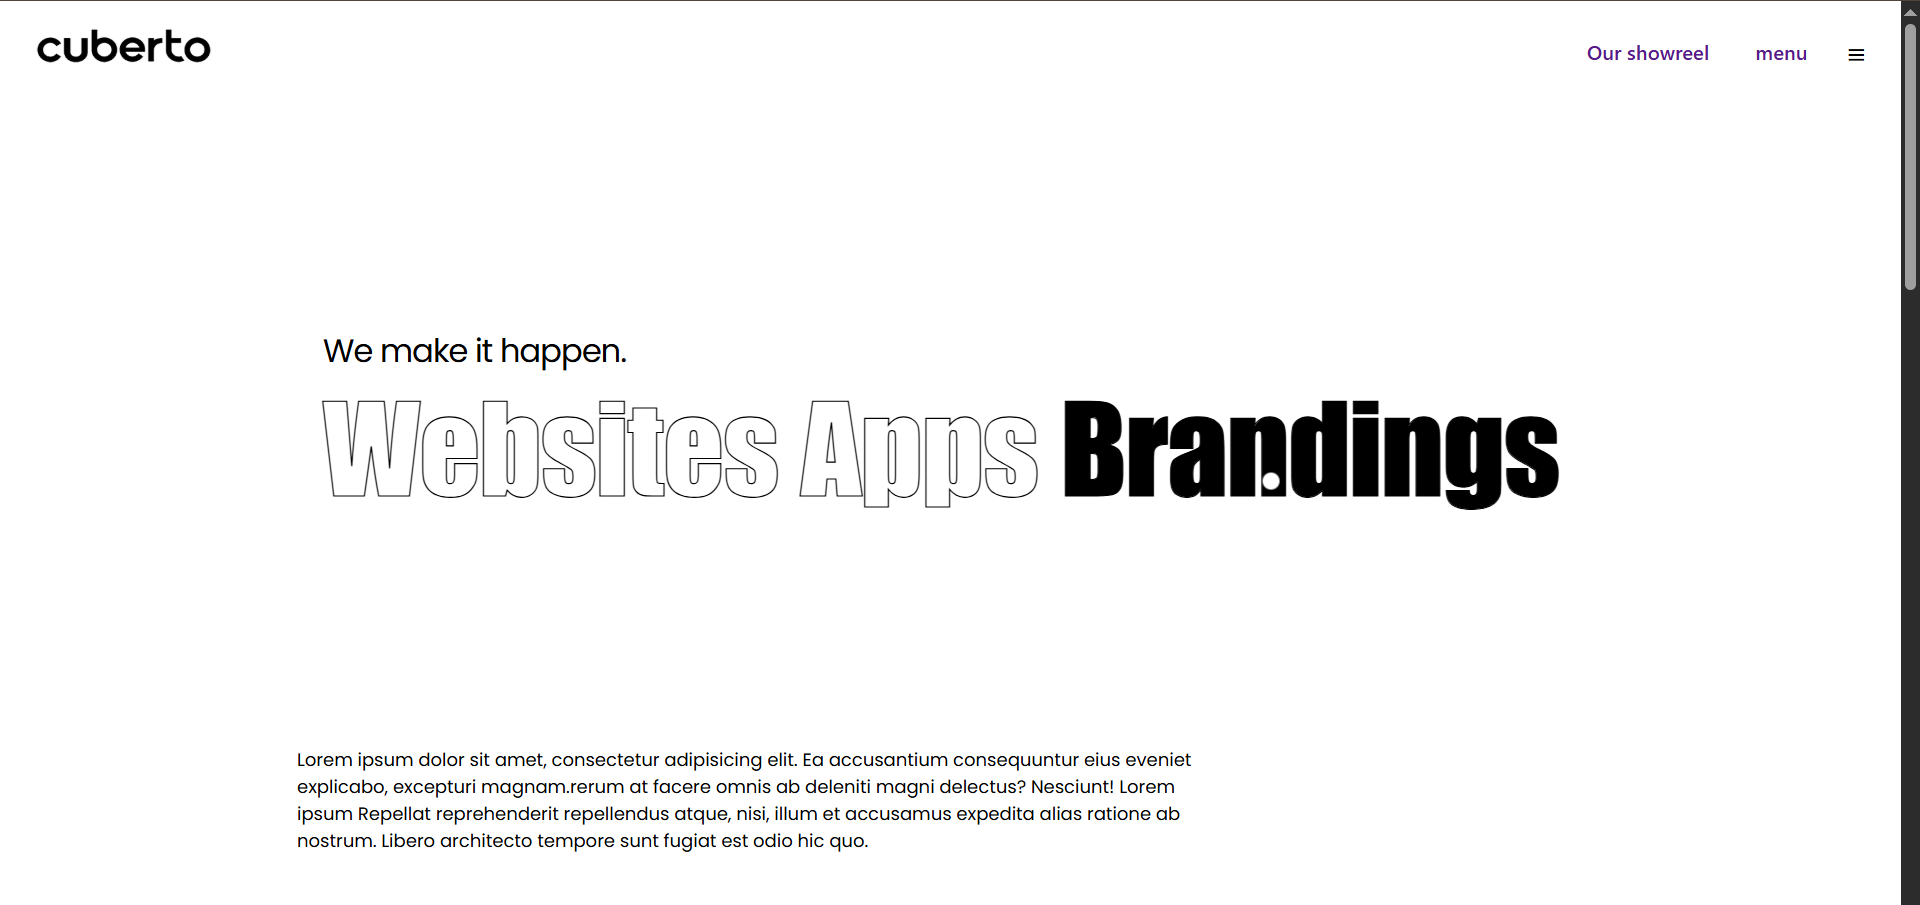 cuberto
Our showreel menu
We make it happen.
Websites Apps Brandings
Lorem ipsum dolor sit amet, consectetur adipisicing elit. Ea accusantium consequuntur eius eveniet
explicabo, excepturi magnam.rerum at facere omnis ab deleniti magni delectus? Nesciunt! Lorem
ipsum Repellat reprehenderit repellendus atque, nisi, illum et accusamus expedita alias ratione ab
nostrum. Libero architecto tempore sunt fugiat est odio hic quo.